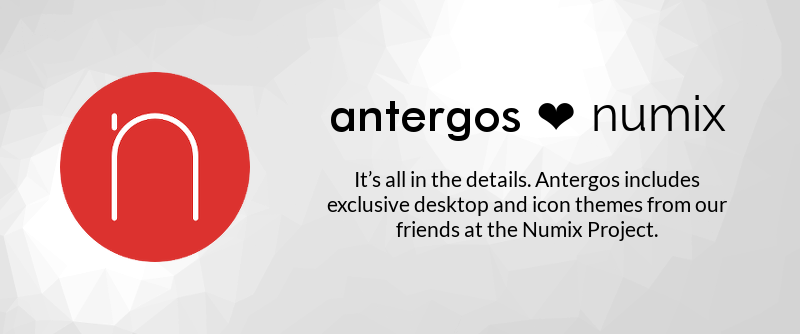 antergos ❤ numix
It’s all in the details. Antergos includes
exclusive desktop and icon themes from our
friends at the Numix Project.